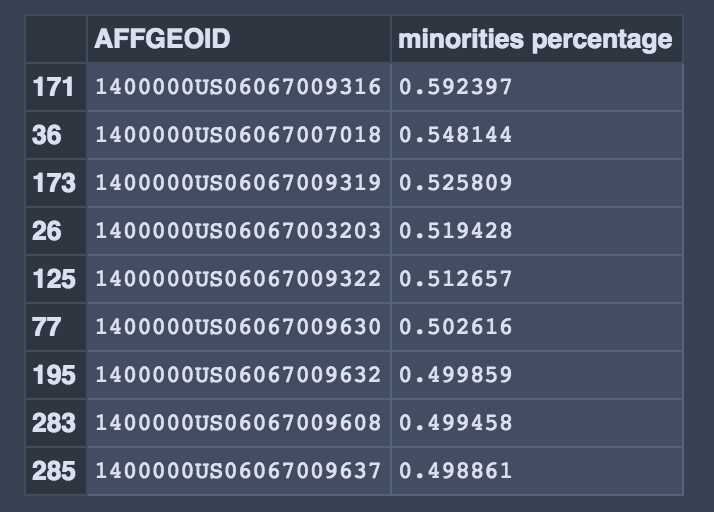 AFFGEOID minorities percentage
171 1400000US06067009316 0.592397
36 1400000US06067007018 0.548144
173 1400000US06067009319 0.525809
26 1400000US06067003203 0.519428
125 1400000US06067009322 0.512657
77 1400000US06067009630 0.502616
195 1400000US06067009632 0.499859
283 1400000US06067009608 0.499458
285 1400000US06067009637 0.498861